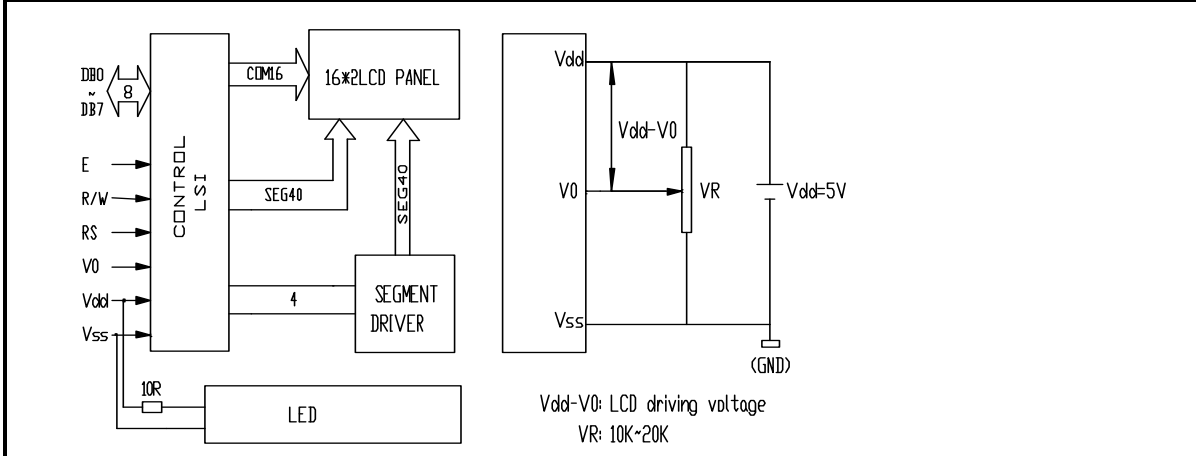 DB0
~
DB7
8
E
R/W
RS
V0
Vdd
Vss
CONTROL
LSI
COM16
16*2LCD PANEL
SEG40
SEG40
4
SEGMENT
DRIVER
10R
LED
Vdd
Vdd-V0
V0
VR
Vdd=5V
Vss
(GND)
Vdd-V0: LCD driving voltage
VR: 10K~20K